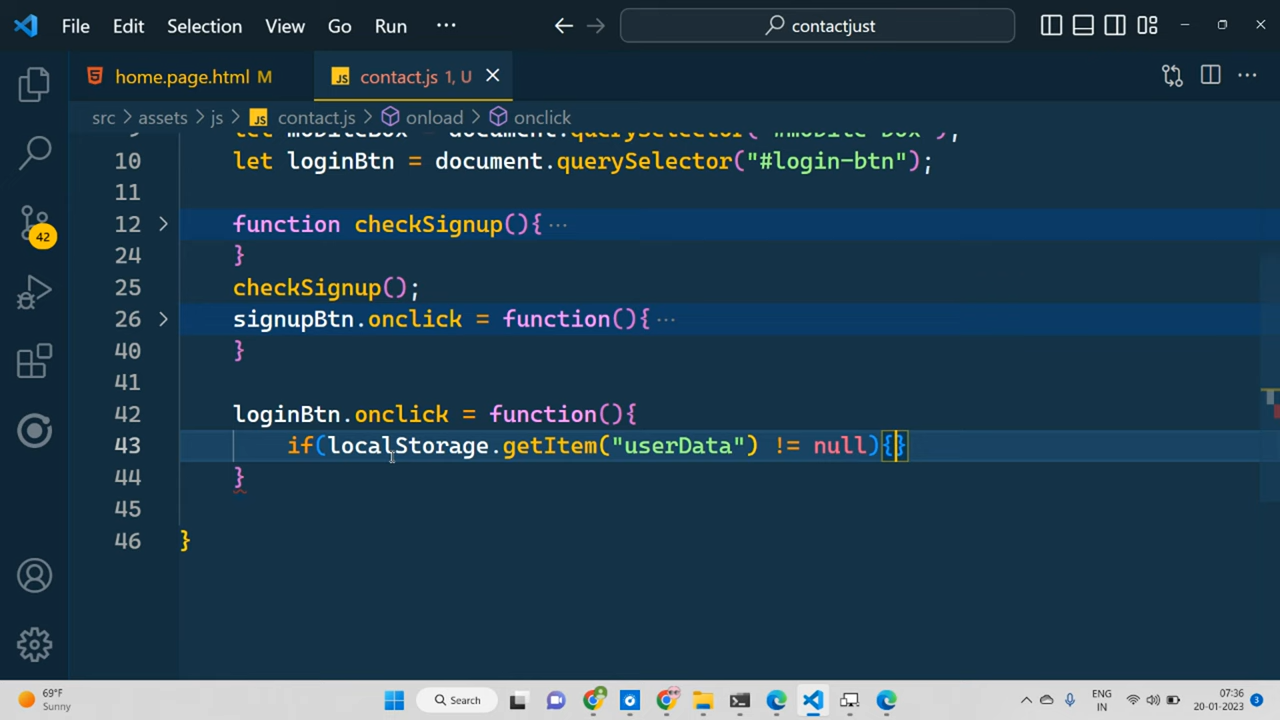 File Edit Selection View Go Run ··· contactjust
home.page.html M contact.js 1, U
src > assets > js > contact.js > onload > onclick
10 let loginBtn = document.querySelector("#login-btn");
11
12 function checkSignup(){ ···
24 }
25 checkSignup();
26 signupBtn.onclick = function(){ ···
40 }
41
42 loginBtn.onclick = function(){
43 if(localStorage.getItem("userData") != null){}
44 }
45
46 }
42
69°F
Sunny
Search
ENG
IN
07:36
20-01-2023
3